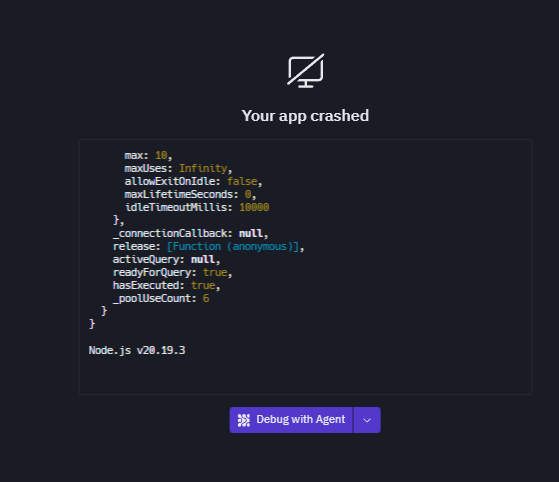 Your app crashed
max: 10,
maxUses: Infinity,
allowExitOnIdle: false,
maxLifetimeSeconds: 0,
idleTimeoutMillis: 10000
},
_connectionCallback: null,
release: [Function (anonymous)],
activeQuery: null,
readyForQuery: true,
hasExecuted: true,
_poolUseCount: 6
}
}
Node.js v20.19.3
Debug with Agent